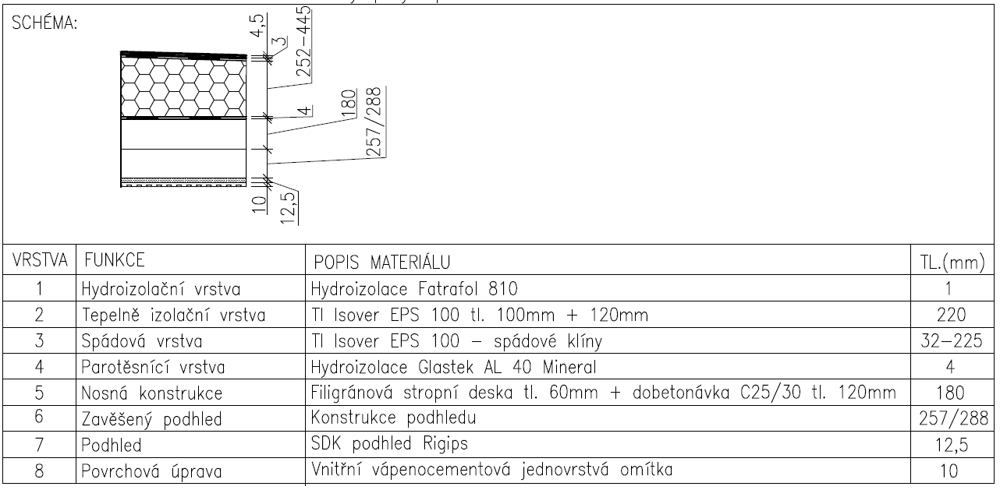 SCHÉMA:
4,5
3
252-445
4
180
257/288
10
12,5
VRSTVA FUNKCE POPIS MATERIÁLU TL.(mm)
1 Hydroizolační vrstva Hydroizolace Fatrafol 810 1
2 Tepelně izolační vrstva TI Isover EPS 100 tl. 100mm + 120mm 220
3 Spádová vrstva TI Isover EPS 100 - spádové klíny 32-225
4 Parotěsnící vrstva Hydroizolace Glastek AL 40 Mineral 4
5 Nosná konstrukce Filigránová stropní deska tl. 60mm + dobetonávka C25/30 tl. 120mm 180
6 Zavěšený podhled Konstrukce podhledu 257/288
7 Podhled SDK podhled Rigips 12,5
8 Povrchová úprava Vnitřní vápenocementová jednovrstvá omítka 10